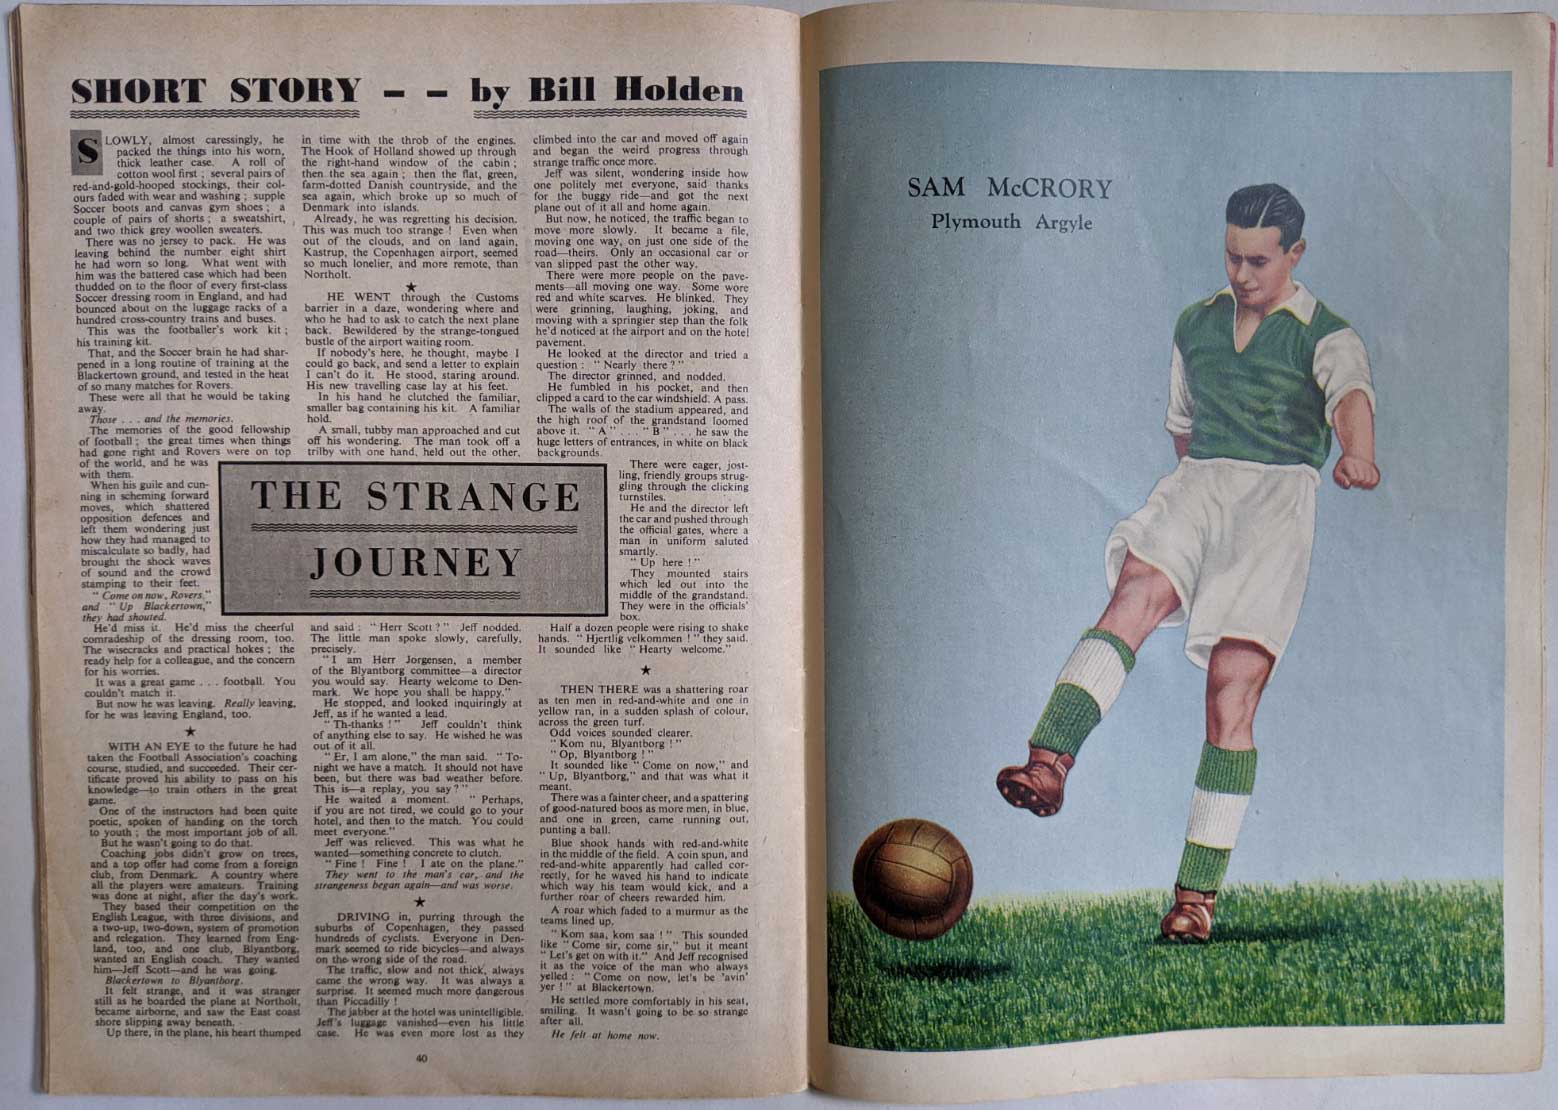 SHORT STORY – – by Bill Holden
SLOWLY, almost caressingly, he
packed the things into his worn,
thick leather case. A roll of
cotton wool first ; several pairs of
red-and-gold-hooped stockings, their col-
ours faded with wear and washing ; supple
Soccer boots and canvas gym shoes ; a
couple of pairs of shorts ; a sweatshirt,
and two thick grey woollen sweaters.
There was no jersey to pack. He was
leaving behind the number eight shirt
he had worn so long. What went with
him was the battered case which had been
thudded on to the floor of every first-class
Soccer dressing room in England, and had
bounced about on the luggage racks of a
hundred cross-country trains and buses.
This was the footballer's work kit ;
his training kit.
That, and the Soccer brain he had shar-
pened in a long routine of training at the
Blackertown ground, and tested in the heat
of so many matches for Rovers.
These were all that he would be taking
away.
Those . . . and the memories.
The memories of the good fellowship
of football ; the great times when things
had gone right and Rovers were on top
of the world, and he was
with them.
When his guile and cun-
ning in scheming forward
moves, which shattered
opposition defences and
left them wondering just
how they had managed to
miscalculate so badly, had
brought the shock waves
of sound and the crowd
stamping to their feet.
" Come on now, Rovers,"
and " Up Blackertown,"
they had shouted.
He'd miss it. He'd miss the cheerful
comradeship of the dressing room, too.
The wisecracks and practical hokes ; the
ready help for a colleague, and the concern
for his worries.
It was a great game . . . football. You
couldn't match it.
But now he was leaving. Really leaving,
for he was leaving England, too.
★
WITH AN EYE to the future he had
taken the Football Association's coaching
course, studied, and succeeded. Their cer-
tificate proved his ability to pass on his
knowledge—to train others in the great
game.
One of the instructors had been quite
poetic, spoken of handing on the torch
to youth ; the most important job of all.
But he wasn't going to do that.
Coaching jobs didn't grow on trees,
and a top offer had come from a foreign
club, from Denmark. A country where
all the players were amateurs. Training
was done at night, after the day's work.
They based their competition on the
English League, with three divisions, and
a two-up, two-down, system of promotion
and relegation. They learned from Eng-
land, too, and one club, Blyantborg,
wanted an English coach. They wanted
him—Jeff Scott—and he was going.
Blackertown to Blyantborg.
It felt strange, and it was stranger
still as he boarded the plane at Northolt,
became airborne, and saw the East coast
shore slipping away beneath.
Up there, in the plane, his heart thumped
in time with the throb of the engines.
The Hook of Holland showed up through
the right-hand window of the cabin ;
then the sea again ; then the flat, green,
farm-dotted Danish countryside, and the
sea again, which broke up so much of
Denmark into islands.
Already, he was regretting his decision.
This was much too strange ! Even when
out of the clouds, and on land again,
Kastrup, the Copenhagen airport, seemed
so much lonelier, and more remote, than
Northolt.
★
HE WENT through the Customs
barrier in a daze, wondering where and
who he had to ask to catch the next plane
back. Bewildered by the strange-tongued
bustle of the airport waiting room.
If nobody's here, he thought, maybe I
could go back, and send a letter to explain
I can't do it. He stood, staring around.
His new travelling case lay at his feet.
In his hand he clutched the familiar,
smaller bag containing his kit. A familiar
hold.
A small, tubby man approached and cut
off his wondering. The man took off a
trilby with one hand, held out the other,
THE STRANGE
JOURNEY
and said : " Herr Scott ? " Jeff nodded.
The little man spoke slowly, carefully,
precisely.
" I am Herr Jorgensen, a member
of the Blyantborg committee—a director
you would say. Hearty welcome to Den-
mark. We hope you shall be happy."
He stopped, and looked inquiringly at
Jeff, as if he wanted a lead.
" Th-thanks ! " Jeff couldn't think
of anything else to say. He wished he was
out of it all.
" Er, I am alone," the man said. " To-
night we have a match. It should not have
been, but there was bad weather before.
This is—a replay, you say ? "
He waited a moment. " Perhaps,
if you are not tired, we could go to your
hotel, and then to the match. You could
meet everyone."
Jeff was relieved. This was what he
wanted—something concrete to clutch.
" Fine ! Fine ! I ate on the plane."
They went to the man's car, and the
strangeness began again—and was worse.
★
DRIVING in, purring through the
suburbs of Copenhagen, they passed
hundreds of cyclists. Everyone in Den-
mark seemed to ride bicycles—and always
on the wrong side of the road.
The traffic, slow and not thick, always
came the wrong way. It was always a
surprise. It seemed much more dangerous
than Piccadilly !
The jabber at the hotel was unintelligible.
Jeff's luggage vanished—even his little
case. He was even more lost as they
climbed into the car and moved off again
and began the weird progress through
strange traffic once more.
Jeff was silent, wondering inside how
one politely met everyone, said thanks
for the buggy ride—and got the next
plane out of it all and home again.
But now, he noticed, the traffic began to
move more slowly. It became a file,
moving one way, on just one side of the
road—theirs. Only an occasional car or
van slipped past the other way.
There were more people on the pave-
ments—all moving one way. Some wore
red and white scarves. He blinked. They
were grinning, laughing, joking, and
moving with a springier step than the folk
he'd noticed at the airport and on the hotel
pavement.
He looked at the director and tried a
question : " Nearly there ? "
The director grinned, and nodded.
He fumbled in his pocket, and then
clipped a card to the car windshield. A pass.
The walls of the stadium appeared, and
the high roof of the grandstand loomed
above it. " A " . . . " B " . . . he saw the
huge letters of entrances, in white on black
backgrounds.
There were eager, jost-
ling, friendly groups strug-
gling through the clicking
turnstiles.
He and the director left
the car and pushed through
the official gates, where a
man in uniform saluted
smartly.
" Up here ! "
They mounted stairs
which led out into the
middle of the grandstand.
They were in the officials'
box.
Half a dozen people were rising to shake
hands. " Hjertlig velkommen ! " they said.
It sounded like " Hearty welcome."
★
THEN THERE was a shattering roar
as ten men in red-and-white and one in
yellow ran, in a sudden splash of colour,
across the green turf.
Odd voices sounded clearer.
" Kom nu, Blyantborg ! "
" Op, Blyantborg ! "
It sounded like " Come on now," and
" Up, Blyantborg," and that was what it
meant.
There was a fainter cheer, and a spattering
of good-natured boos as more men, in blue,
and one in green, came running out,
punting a ball.
Blue shook hands with red-and-white
in the middle of the field. A coin spun, and
red-and-white apparently had called cor-
rectly, for he waved his hand to indicate
which way his team would kick, and a
further roar of cheers rewarded him.
A roar which faded to a murmur as the
teams lined up.
" Kom saa, kom saa ! " This sounded
like " Come sir, come sir," but it meant
" Let's get on with it." And Jeff recognised
it as the voice of the man who always
yelled : " Come on now, let's be 'avin'
yer ! " at Blackertown.
He settled more comfortably in his seat,
smiling. It wasn't going to be so strange
after all.
He felt at home now.
40
SAM McCRORY
Plymouth Argyle